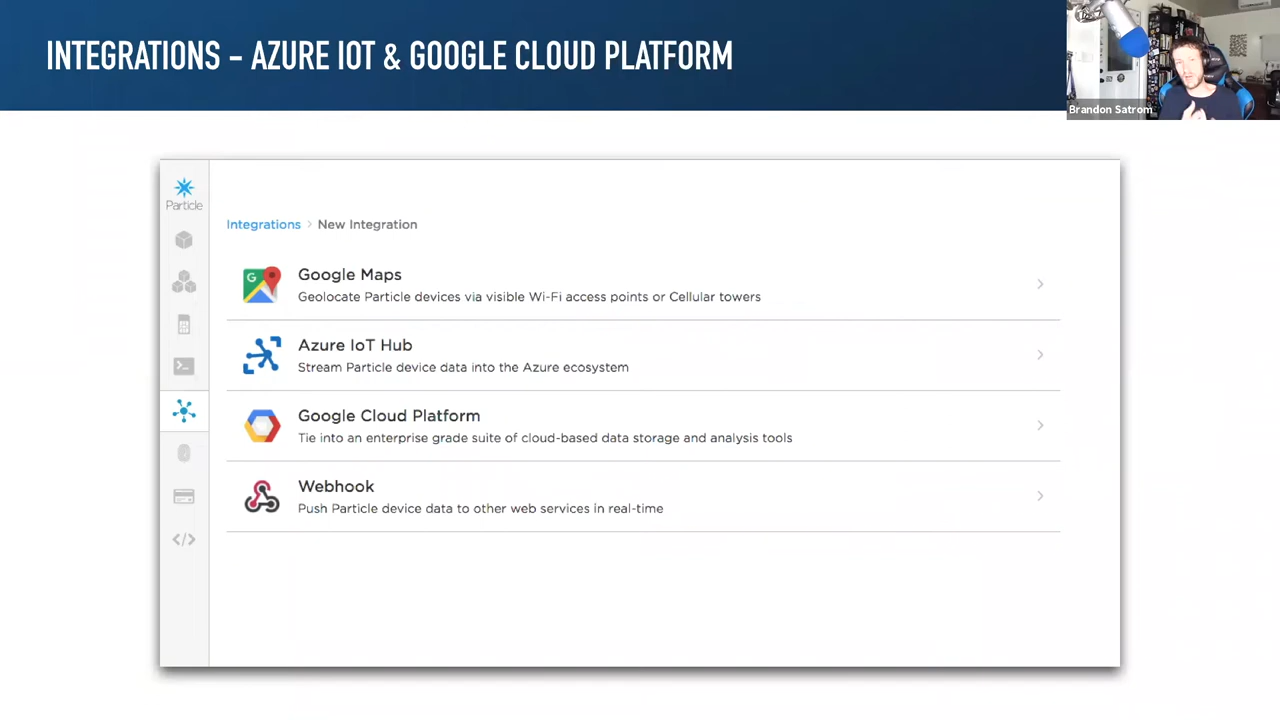 INTEGRATIONS - AZURE IOT & GOOGLE CLOUD PLATFORM
Brandon Satrom
Particle
Integrations > New Integration
Google Maps
Geolocate Particle devices via visible Wi-Fi access points or Cellular towers
Azure IoT Hub
Stream Particle device data into the Azure ecosystem
Google Cloud Platform
Tie into an enterprise grade suite of cloud-based data storage and analysis tools
Webhook
Push Particle device data to other web services in real-time